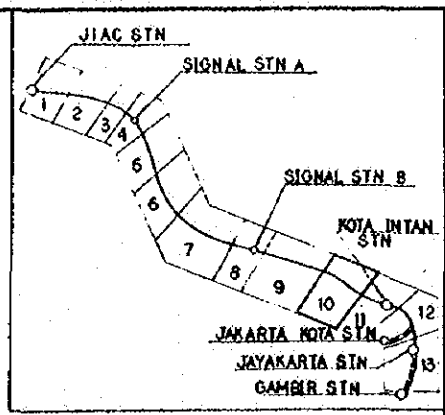 JIAC STN
SIGNAL STN A
1
2
3
4
5
6
SIGNAL STN B
7
8
9
KOTA INTAN
STN
10
11
12
JAKARTA KOTA STN
JAYAKARTA STN
13
GAMBIR STN